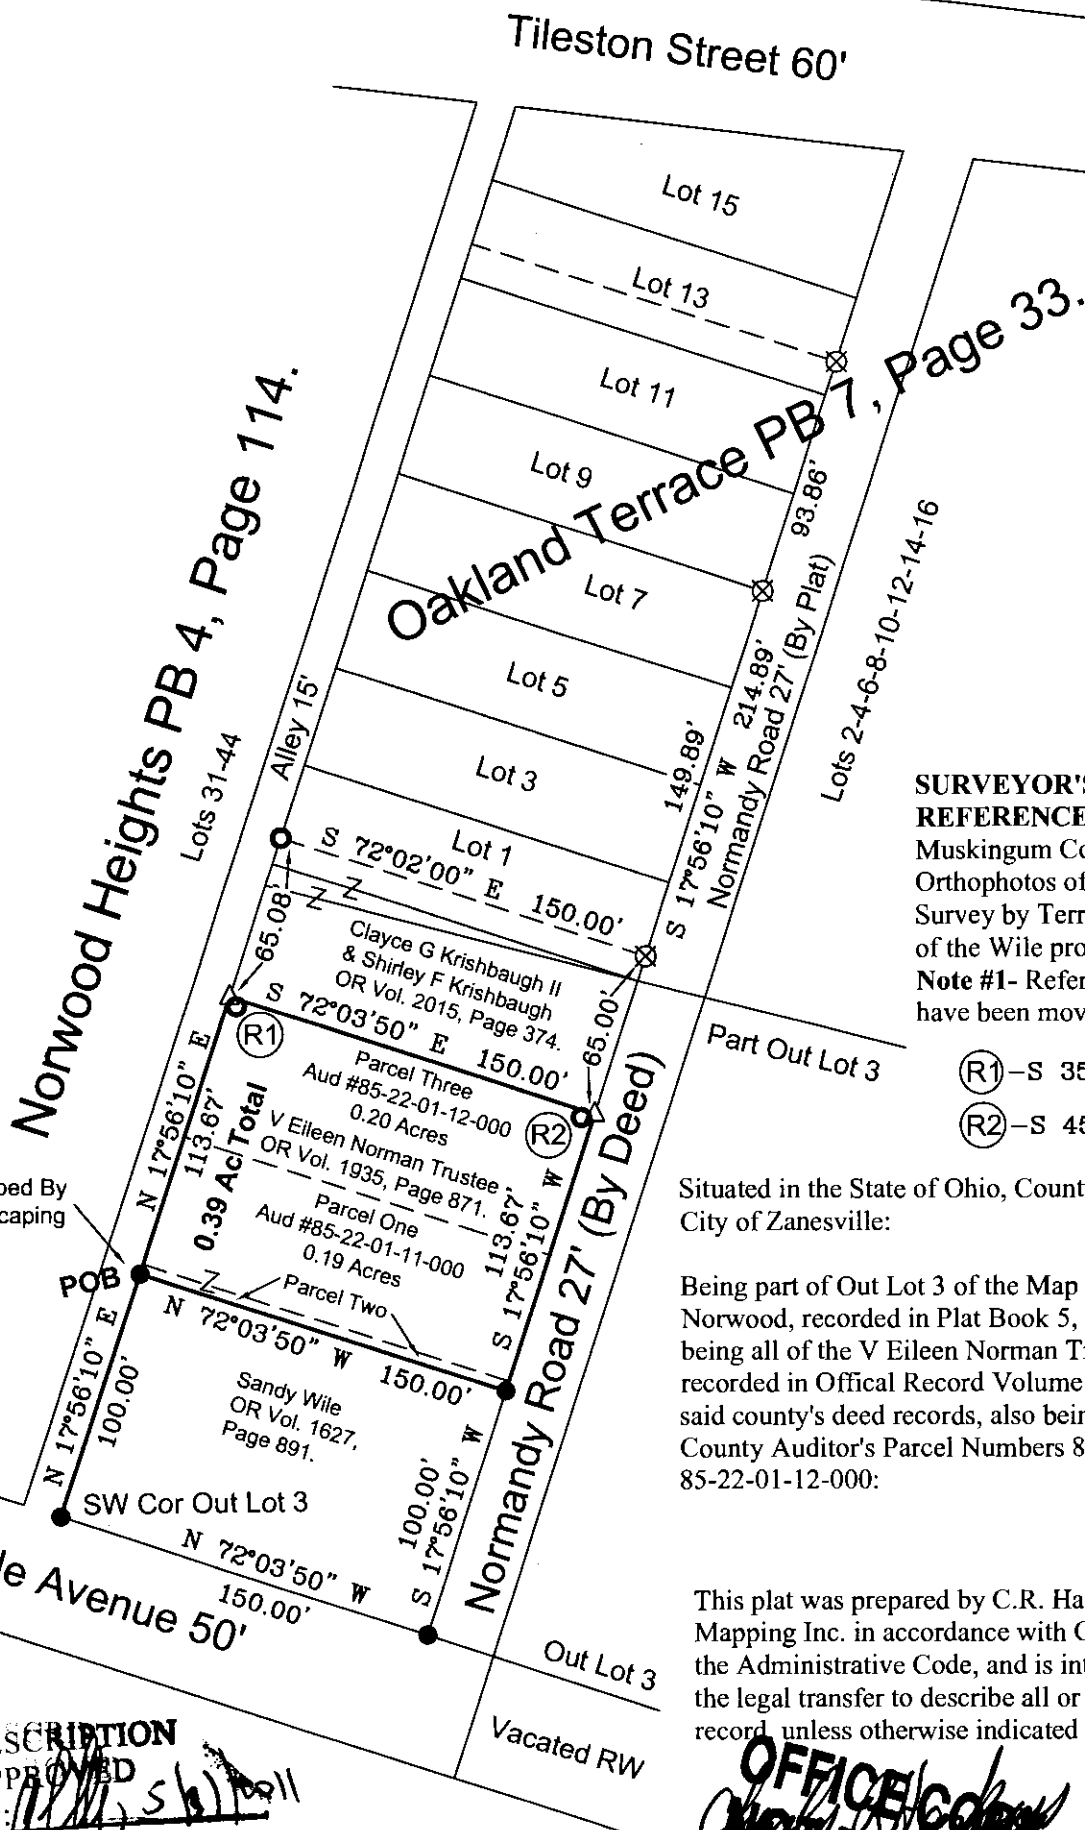 Tileston Street 60'
Lot 15
Lot 13
Lot 11
Lot 9
Lot 7
Lot 5
Lot 3
Lot 1
Oakland Terrace PB 7, Page 33.
Norwood Heights PB 4, Page 114.
Lots 31-44
Alley 15'
93.86'
214.89'
149.89'
S 17°56'10" W
Normandy Road 27' (By Plat)
Lots 2-4-6-8-10-12-14-16
S 72°02'00" E 150.00'
Z Z
65.08'
Clayce G Krishbaugh II
& Shirley F Krishbaugh
OR Vol. 2015, Page 374.
65.00'
S 72°03'50" E 150.00'
R1
R2
Part Out Lot 3
Parcel Three
Aud #85-22-01-12-000
0.20 Acres
V Eileen Norman Trustee
OR Vol. 1935, Page 871.
Parcel One
Aud #85-22-01-11-000
0.19 Acres
Parcel Two
0.39 Ac Total
N 17°56'10" E
113.67'
113.67'
S 17°56'10" W
Normandy Road 27' (By Deed)
ped By
caping
POB
Z
N 72°03'50" W 150.00'
N 17°56'10" E
100.00'
Sandy Wile
OR Vol. 1627,
Page 891.
100.00'
S 17°56'10" W
SW Cor Out Lot 3
N 72°03'50" W
150.00'
le Avenue 50'
Out Lot 3
Vacated RW
SURVEYOR'S
REFERENCE
Muskingum Co
Orthophotos of
Survey by Terr
of the Wile pro
Note #1- Refer
have been mov
R1 -S 35
R2 -S 45
Situated in the State of Ohio, Count
City of Zanesville:
Being part of Out Lot 3 of the Map
Norwood, recorded in Plat Book 5,
being all of the V Eileen Norman T
recorded in Offical Record Volume
said county's deed records, also bein
County Auditor's Parcel Numbers 8
85-22-01-12-000:
This plat was prepared by C.R. Ha
Mapping Inc. in accordance with
the Administrative Code, and is int
the legal transfer to describe all or
record, unless otherwise indicated
SCRIPTION
PPROVED
OFFICE COPY